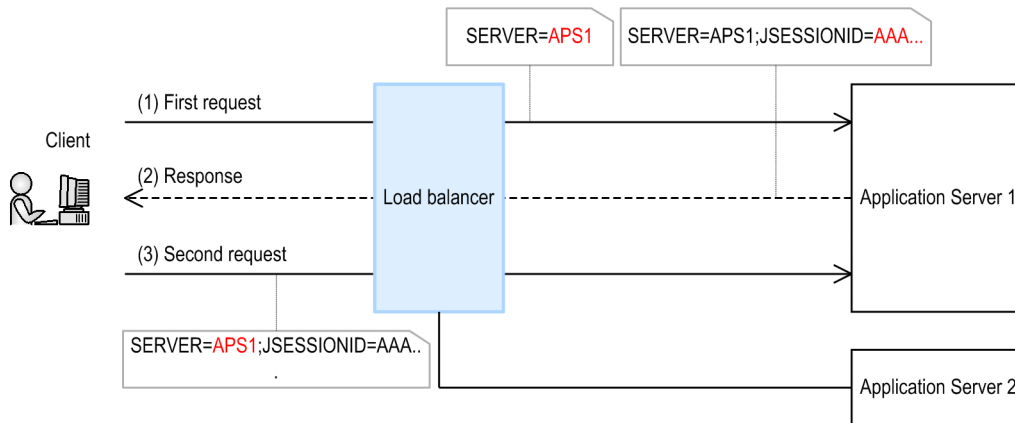 SERVER=APS1
SERVER=APS1;JSESSIONID=AAA...
(1) First request
Client
(2) Response
Load balancer
Application Server 1
(3) Second request
SERVER=APS1;JSESSIONID=AAA..
.
Application Server 2